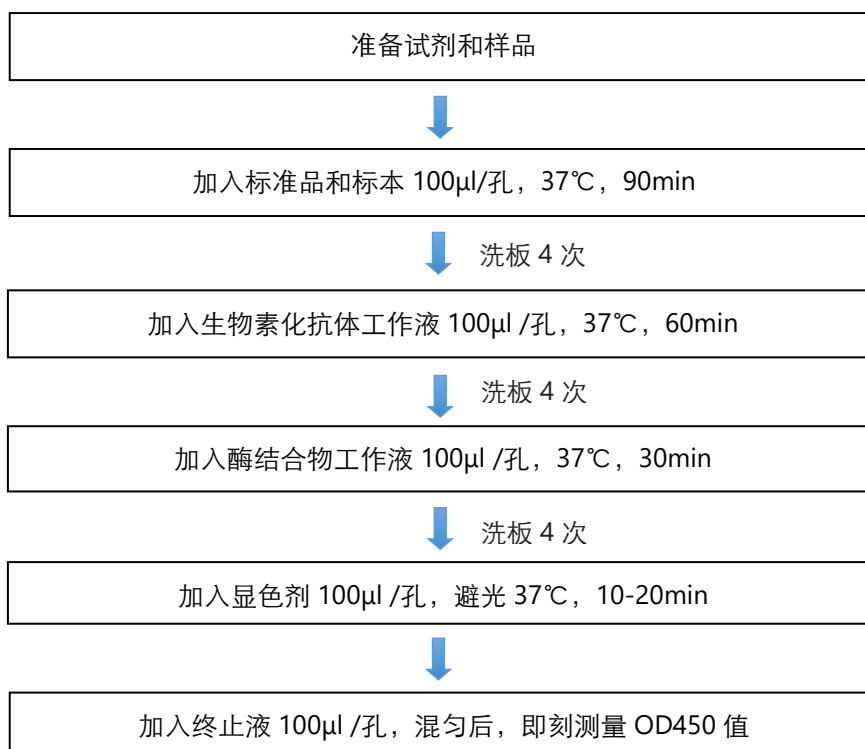 准备试剂和样品
加入标准品和标本 100μl/孔，37℃，90min
洗板 4 次
加入生物素化抗体工作液 100μl /孔，37℃，60min
洗板 4 次
加入酶结合物工作液 100μl /孔，37℃，30min
洗板 4 次
加入显色剂 100μl /孔，避光 37℃，10-20min
加入终止液 100μl /孔，混匀后，即刻测量 OD450 值